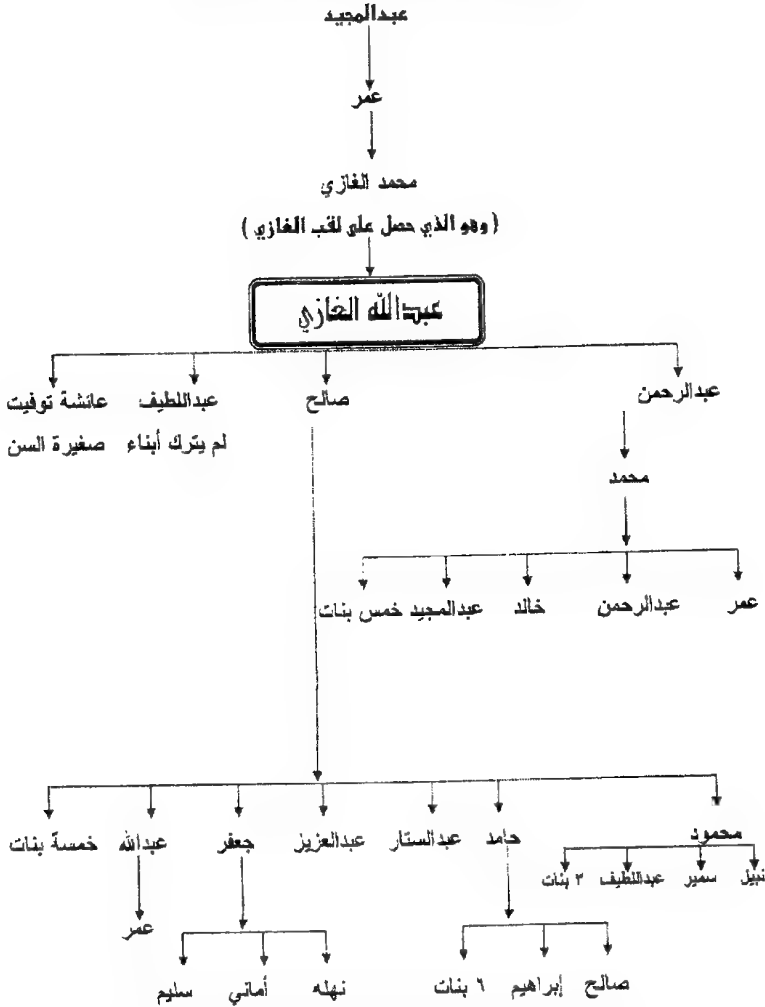 عبدالمجيد
عمر
محمد الغازي
( وهو الذي حصل على لقب الغازي )
عبدالله الغازي
عبدالرحمن صالح عبداللطيف عائشة توفيت
لم يترك أبناء صغيرة السن
محمد
عمر عبدالرحمن خالد عبدالمجيد خمس بنات
محمود حامد عبدالستار عبدالعزيز جعفر عبدالله خمسة بنات
نبيل سمير عبداللطيف ٣ بنات
عمر
صالح إبراهيم ٦ بنات نهله أماني سليم